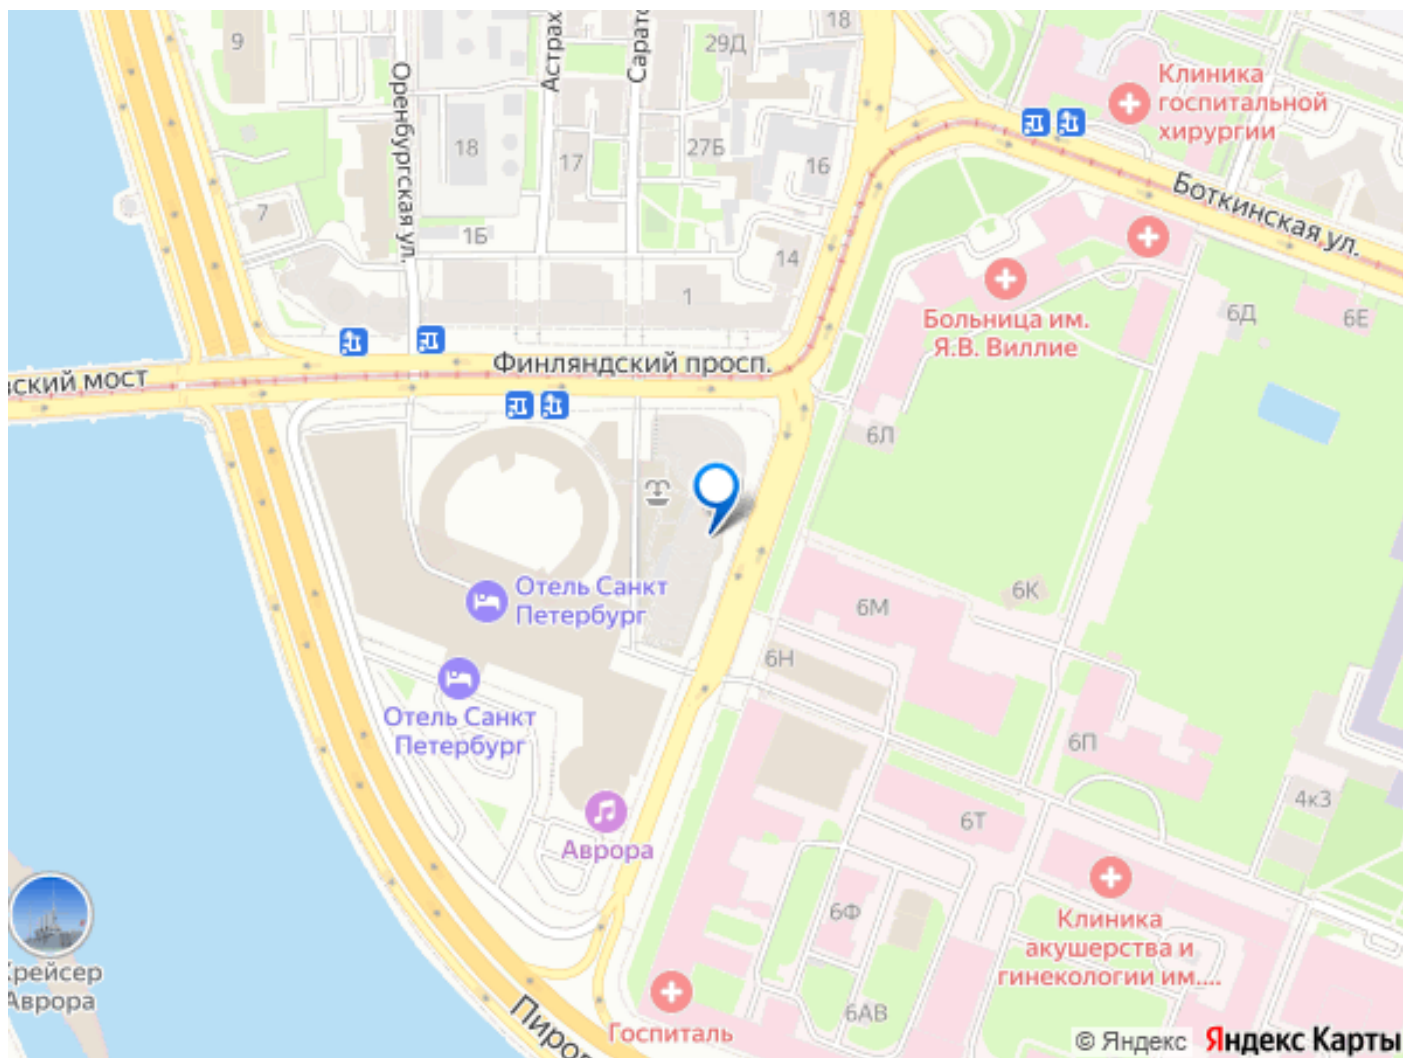 18
9
29Д
Астрах
Сарато
Оренбургская ул.
Клиника
госпитальной
хирургии
18
17
27Б
16
Боткинская ул.
7
1Б
14
1
6Д
6Е
Больница им.
Я.В. Виллие
Финляндский просп.
вский мост
6Л
Отель Санкт
Петербург
6М
6К
6Н
Отель Санкт
Петербург
6П
4к3
6Т
Аврора
Клиника
акушерства и
гинекологии им....
6Ф
Крейсер
Аврора
Пирог
Госпиталь
6АВ
© Яндекс Яндекс Карты